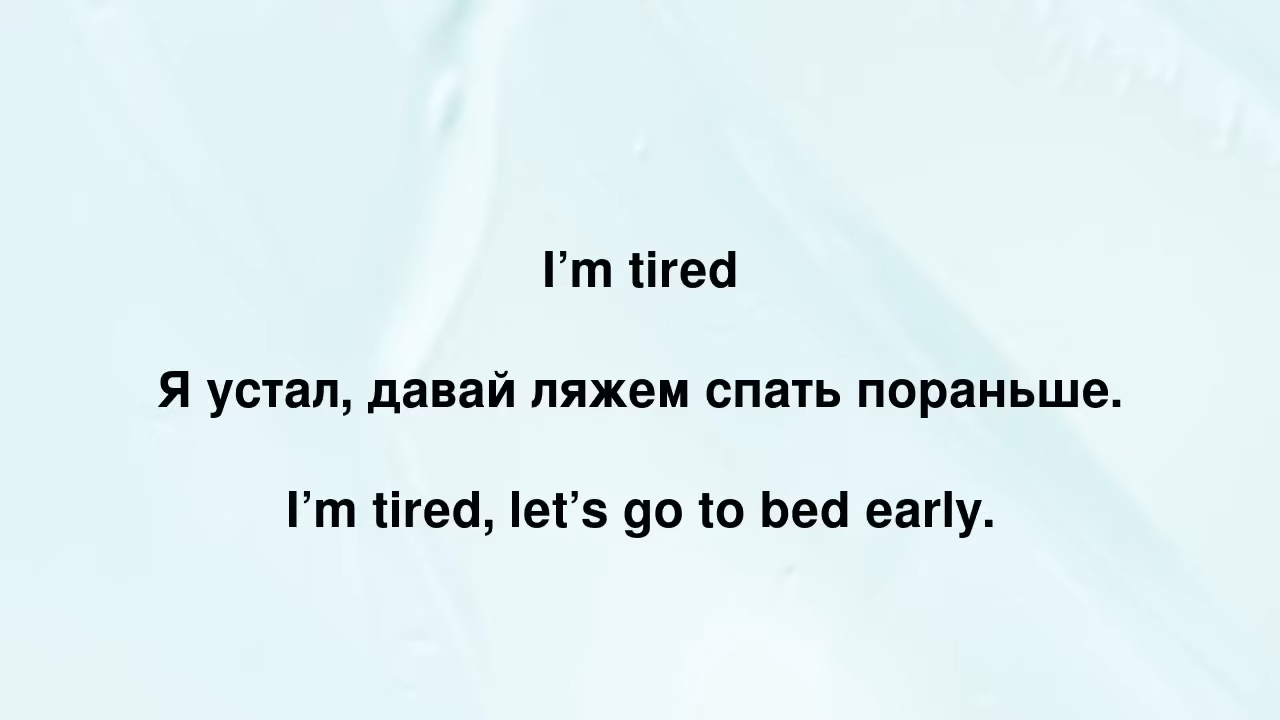 I’m tired
Я устал, давай ляжем спать пораньше.
I’m tired, let’s go to bed early.